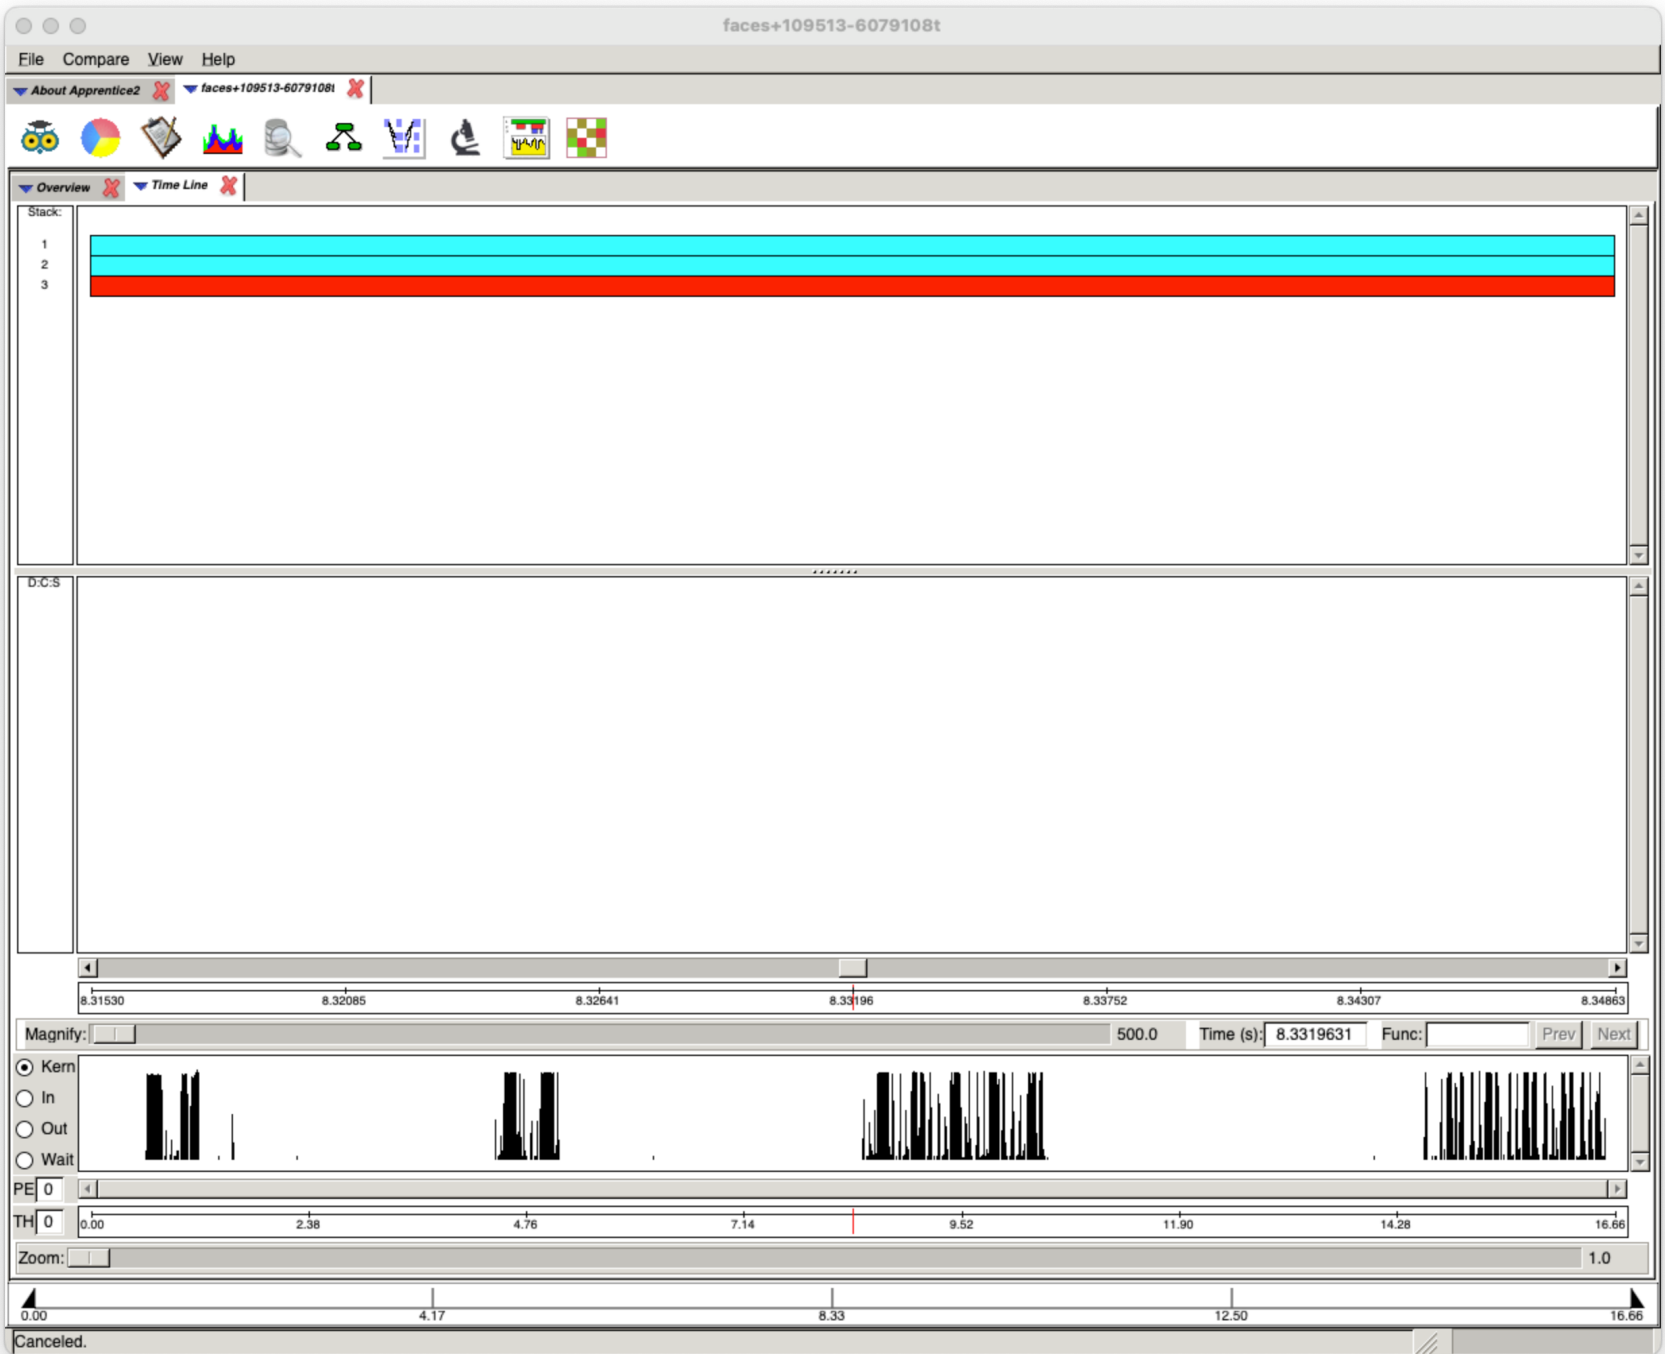 faces+109513-6079108t
File Compare View Help
About Apprentice2 faces+109513-6079108t
Overview Time Line
Stack:
1
2
3
D:C:S
8.31530 8.32085 8.32641 8.33196 8.33752 8.34307 8.34863
Magnify: 500.0 Time (s): 8.3319631 Func: Prev Next
Kern
In
Out
Wait
PE 0
TH 0 0.00 2.38 4.76 7.14 9.52 11.90 14.28 16.66
Zoom: 1.0
0.00 4.17 8.33 12.50 16.66
Canceled.